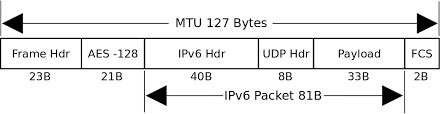 MTU 127 Bytes
Frame Hdr AES -128 IPv6 Hdr UDP Hdr Payload FCS
23B 21B 40B 8B 33B 2B
IPv6 Packet 81B